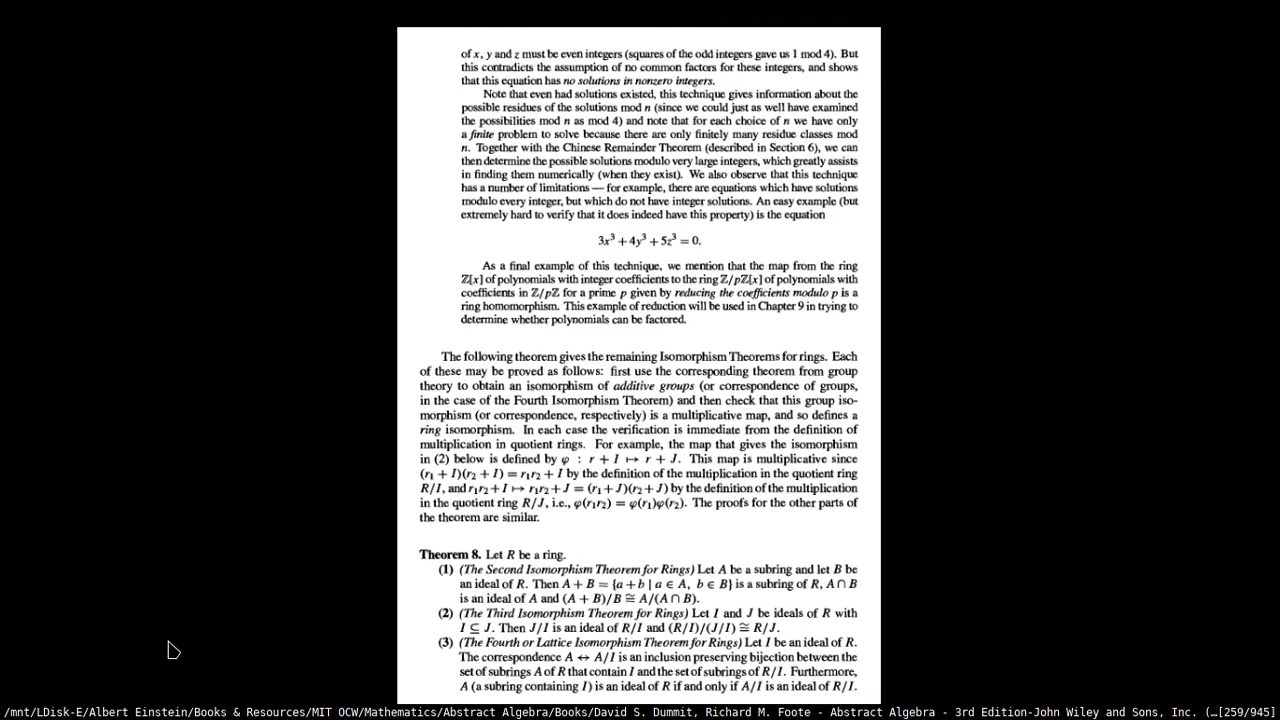 of x, y and z must be even integers (squares of the odd integers gave us 1 mod 4). But
this contradicts the assumption of no common factors for these integers, and shows
that this equation has no solutions in nonzero integers.
Note that even had solutions existed, this technique gives information about the
possible residues of the solutions mod n (since we could just as well have examined
the possibilities mod n as mod 4) and note that for each choice of n we have only
a finite problem to solve because there are only finitely many residue classes mod
n. Together with the Chinese Remainder Theorem (described in Section 6), we can
then determine the possible solutions modulo very large integers, which greatly assists
in finding them numerically (when they exist). We also observe that this technique
has a number of limitations — for example, there are equations which have solutions
modulo every integer, but which do not have integer solutions. An easy example (but
extremely hard to verify that it does indeed have this property) is the equation
3x³ + 4y³ + 5z³ = 0.
As a final example of this technique, we mention that the map from the ring
ℤ[x] of polynomials with integer coefficients to the ring ℤ/pℤ[x] of polynomials with
coefficients in ℤ/pℤ for a prime p given by reducing the coefficients modulo p is a
ring homomorphism. This example of reduction will be used in Chapter 9 in trying to
determine whether polynomials can be factored.
The following theorem gives the remaining Isomorphism Theorems for rings. Each
of these may be proved as follows: first use the corresponding theorem from group
theory to obtain an isomorphism of additive groups (or correspondence of groups,
in the case of the Fourth Isomorphism Theorem) and then check that this group iso-
morphism (or correspondence, respectively) is a multiplicative map, and so defines a
ring isomorphism. In each case the verification is immediate from the definition of
multiplication in quotient rings. For example, the map that gives the isomorphism
in (2) below is defined by φ : r + I ↦ r + J. This map is multiplicative since
(r₁ + I)(r₂ + I) = r₁r₂ + I by the definition of the multiplication in the quotient ring
R/I, and r₁r₂ + I ↦ r₁r₂ + J = (r₁ + J)(r₂ + J) by the definition of the multiplication
in the quotient ring R/J, i.e., φ(r₁r₂) = φ(r₁)φ(r₂). The proofs for the other parts of
the theorem are similar.
Theorem 8. Let R be a ring.
(1) (The Second Isomorphism Theorem for Rings) Let A be a subring and let B be
an ideal of R. Then A + B = {a + b | a ∈ A, b ∈ B} is a subring of R, A ∩ B
is an ideal of A and (A + B)/B ≅ A/(A ∩ B).
(2) (The Third Isomorphism Theorem for Rings) Let I and J be ideals of R with
I ⊆ J. Then J/I is an ideal of R/I and (R/I)/(J/I) ≅ R/J.
(3) (The Fourth or Lattice Isomorphism Theorem for Rings) Let I be an ideal of R.
The correspondence A ↔ A/I is an inclusion preserving bijection between the
set of subrings A of R that contain I and the set of subrings of R/I. Furthermore,
A (a subring containing I) is an ideal of R if and only if A/I is an ideal of R/I.
/mnt/LDisk-E/Albert Einstein/Books & Resources/MIT OCW/Mathematics/Abstract Algebra/Books/David S. Dummit, Richard M. Foote - Abstract Algebra - 3rd Edition-John Wiley and Sons, Inc. (…[259/945]